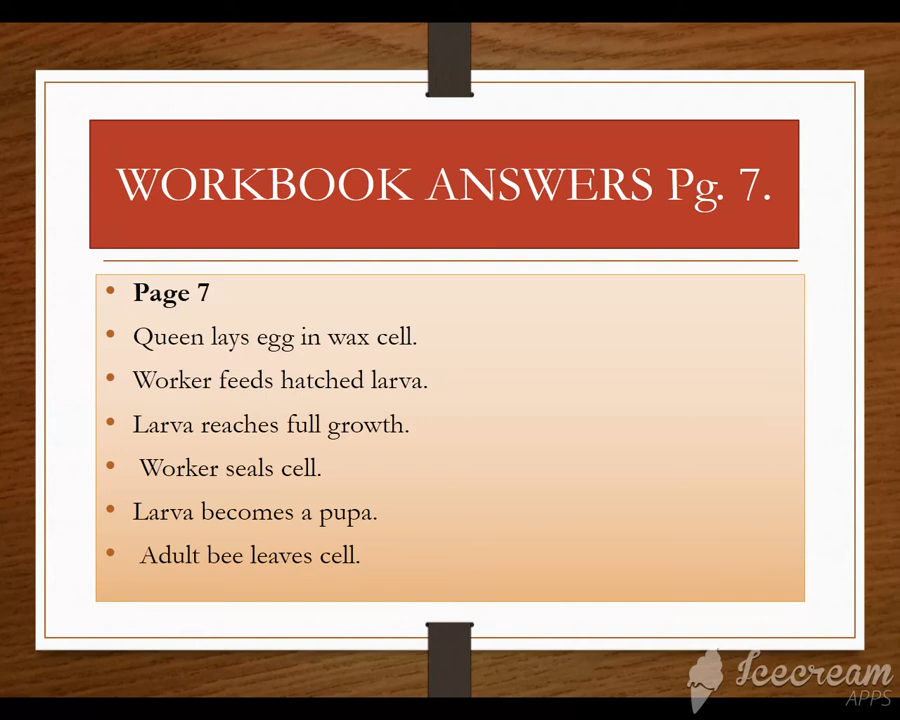 WORKBOOK ANSWERS Pg. 7.
• Page 7
• Queen lays egg in wax cell.
• Worker feeds hatched larva.
• Larva reaches full growth.
• Worker seals cell.
• Larva becomes a pupa.
• Adult bee leaves cell.
Icecream
APPS